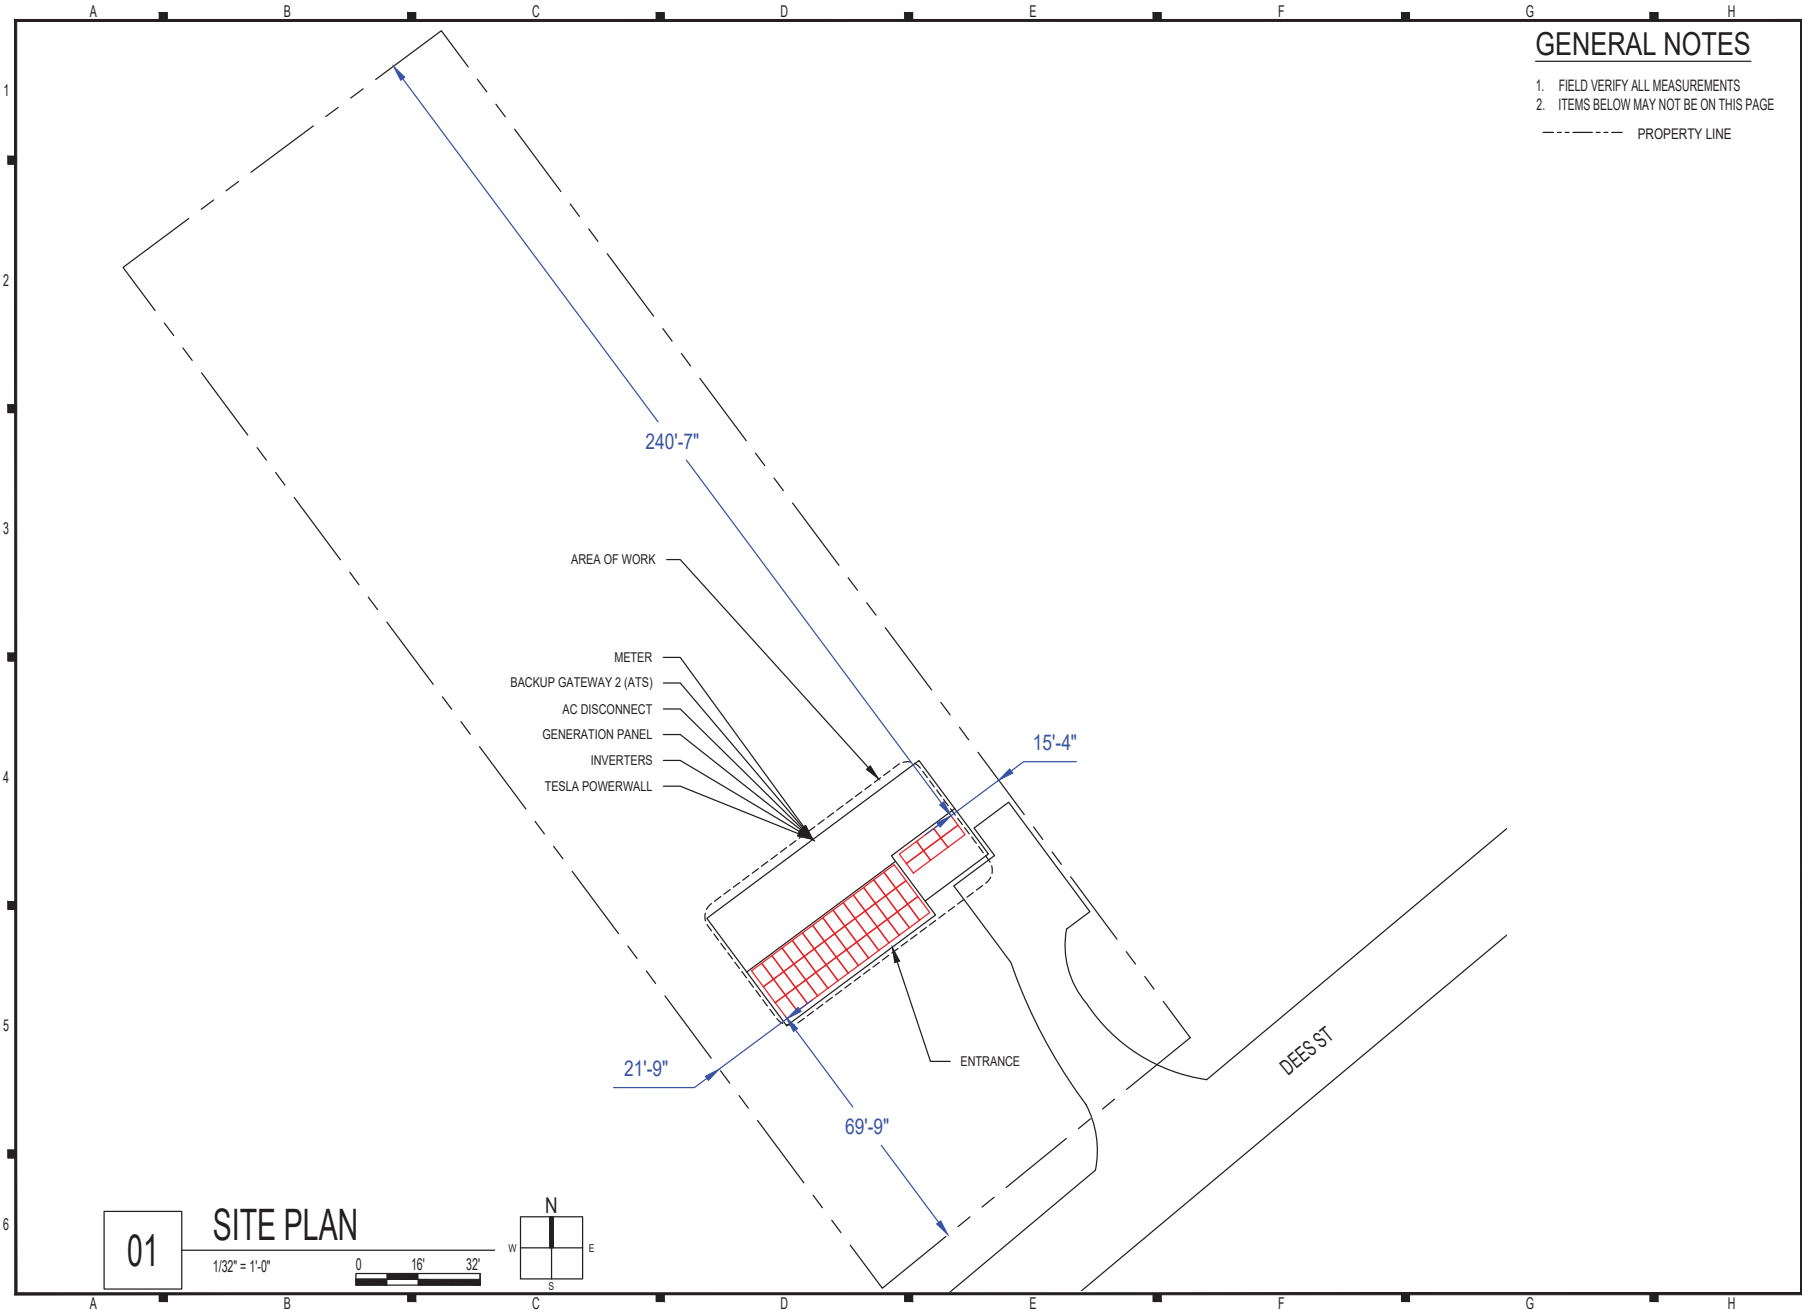 A B C D E F G H
GENERAL NOTES
1. FIELD VERIFY ALL MEASUREMENTS
2. ITEMS BELOW MAY NOT BE ON THIS PAGE
PROPERTY LINE
1
2
3
4
5
6
240'-7"
AREA OF WORK
METER
BACKUP GATEWAY 2 (ATS)
AC DISCONNECT
GENERATION PANEL
INVERTERS
TESLA POWERWALL
15'-4"
21'-9"
69'-9"
ENTRANCE
DEES ST
01
SITE PLAN
1/32" = 1'-0"
0 16' 32'
N
W E
S
A B C D E F G H